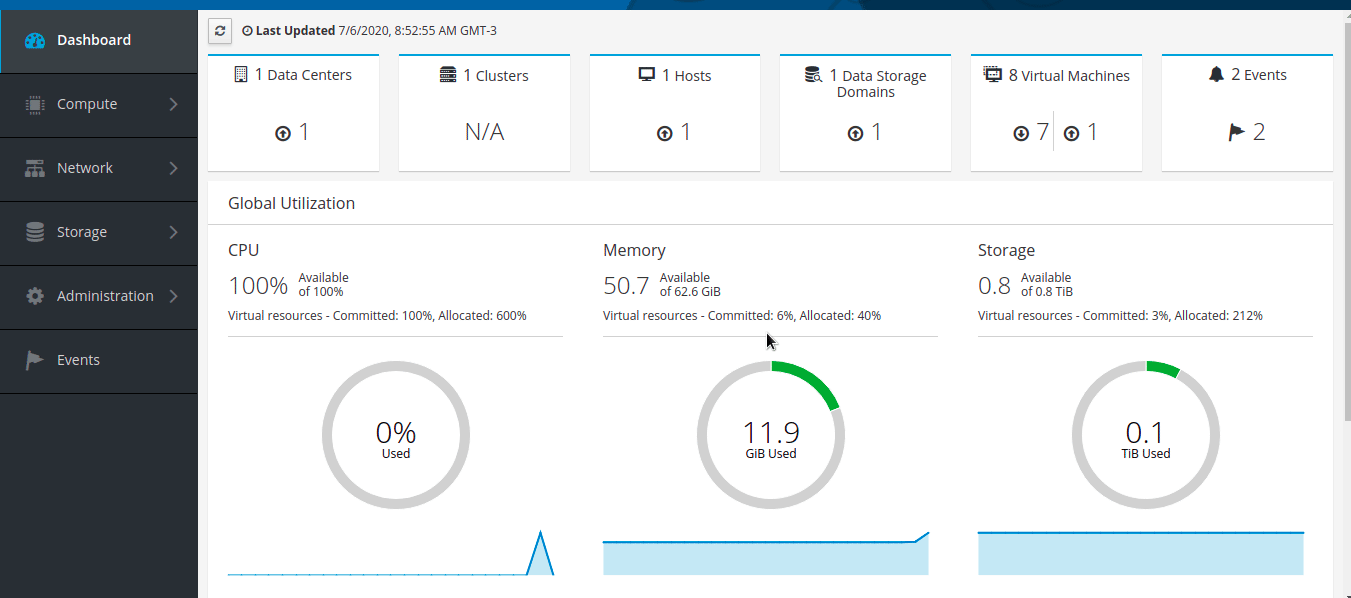 Dashboard
Compute
Network
Storage
Administration
Events
Last Updated 7/6/2020, 8:52:55 AM GMT-3
1 Data Centers
1
1 Clusters
N/A
1 Hosts
1
1 Data Storage
Domains
1
8 Virtual Machines
7 1
2 Events
2
Global Utilization
CPU
100% Available
of 100%
Virtual resources - Committed: 100%, Allocated: 600%
0%
Used
Memory
50.7 Available
of 62.6 GiB
Virtual resources - Committed: 6%, Allocated: 40%
11.9
GiB Used
Storage
0.8 Available
of 0.8 TiB
Virtual resources - Committed: 3%, Allocated: 212%
0.1
TiB Used